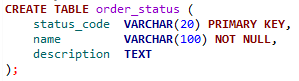 CREATE TABLE order_status (
    status_code  VARCHAR(20) PRIMARY KEY,
    name         VARCHAR(100) NOT NULL,
    description  TEXT
);